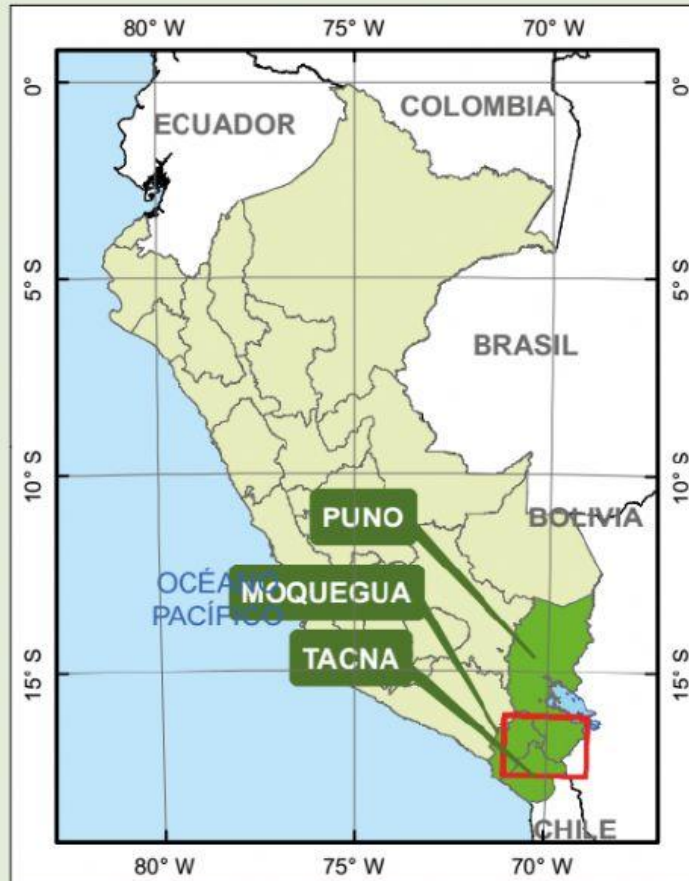 80° W 75° W 70° W
0°
0°
COLOMBIA
ECUADOR
5°S
5°S
BRASIL
10°S
10°S
PUNO
BOLIVIA
OCÉANO
PACÍFICO
MOQUEGUA
TACNA
15°S
15°S
CHILE
80° W 75° W 70° W